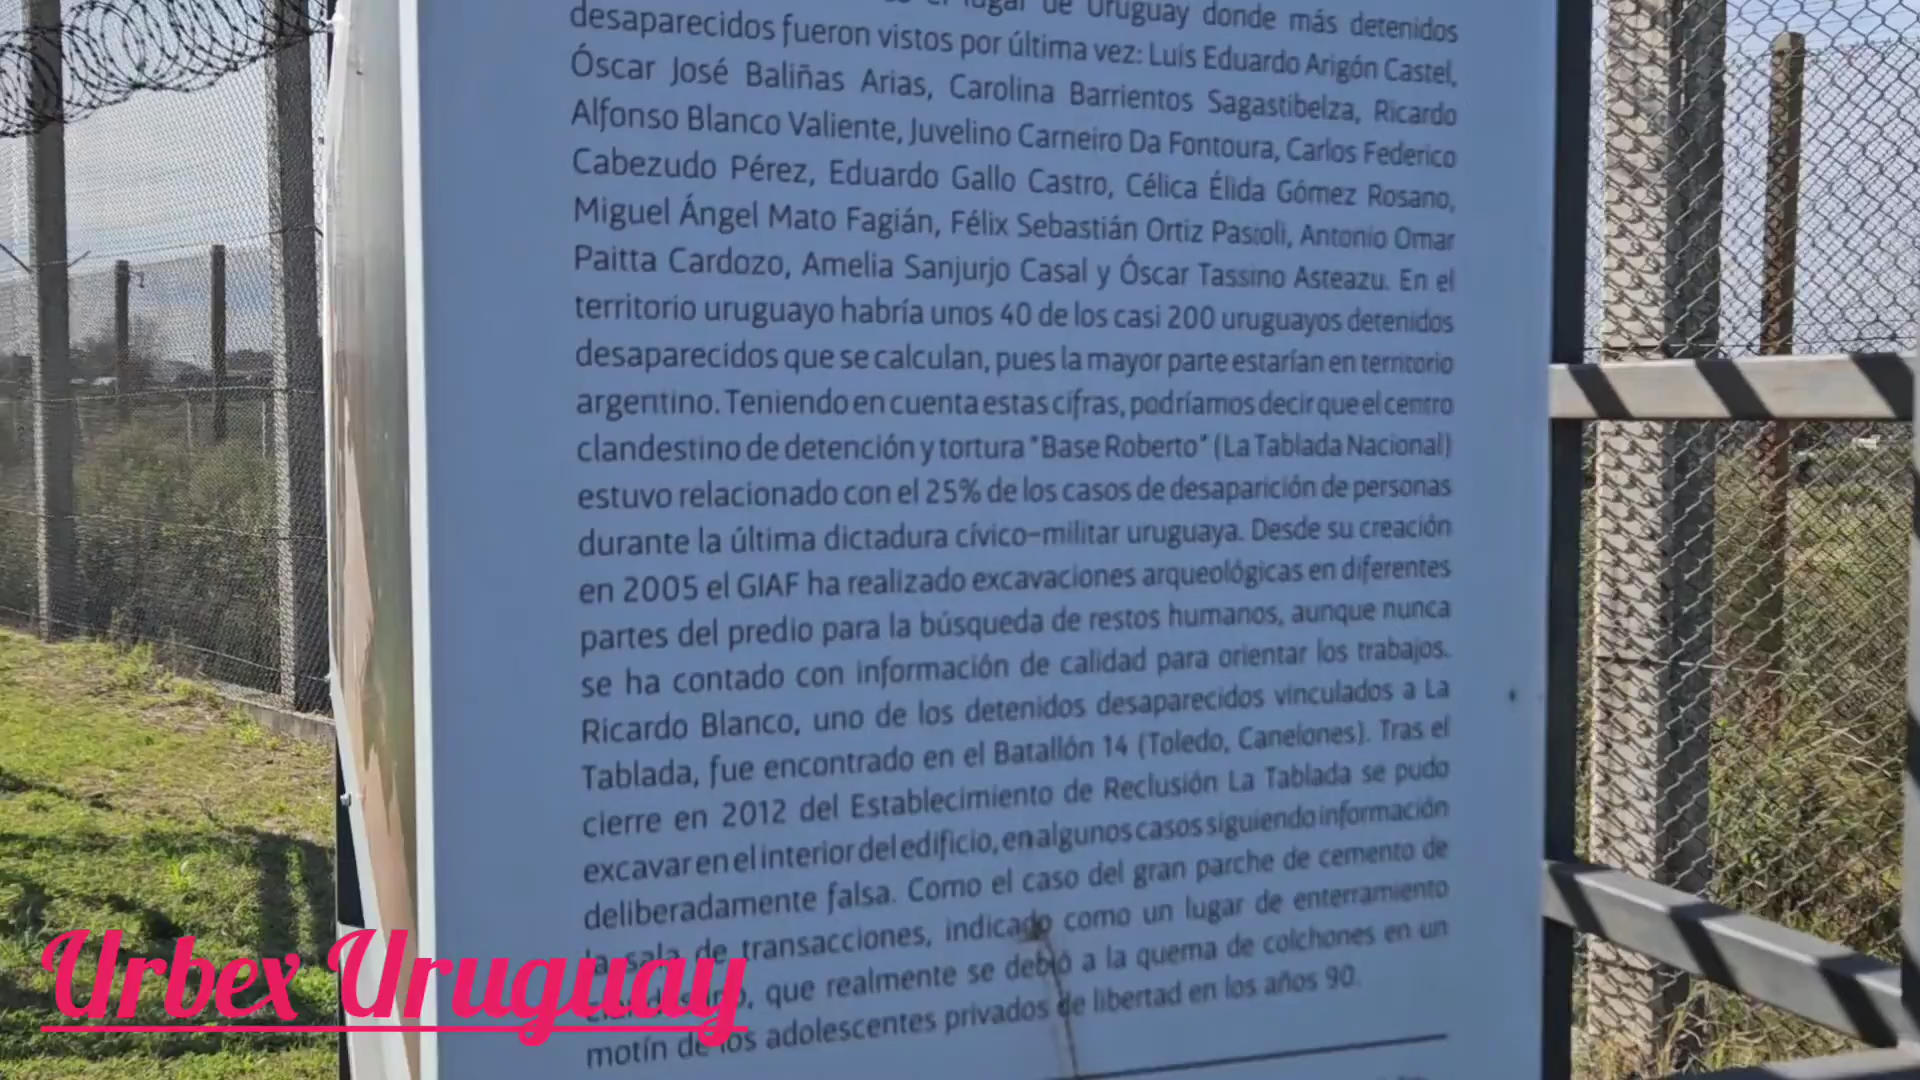 el lugar de Uruguay donde más detenidos
desaparecidos fueron vistos por última vez: Luis Eduardo Arigón Castel,
Óscar José Baliñas Arias, Carolina Barrientos Sagastibelza, Ricardo
Alfonso Blanco Valiente, Juvelino Carneiro Da Fontoura, Carlos Federico
Cabezudo Pérez, Eduardo Gallo Castro, Célica Élida Gómez Rosano,
Miguel Ángel Mato Fagián, Félix Sebastián Ortiz Pasioli, Antonio Omar
Paitta Cardozo, Amelia Sanjurjo Casal y Óscar Tassino Asteazu. En el
territorio uruguayo habría unos 40 de los casi 200 uruguayos detenidos
desaparecidos que se calculan, pues la mayor parte estarían en territorio
argentino. Teniendo en cuenta estas cifras, podríamos decir que el centro
clandestino de detención y tortura "Base Roberto" (La Tablada Nacional)
estuvo relacionado con el 25% de los casos de desaparición de personas
durante la última dictadura cívico-militar uruguaya. Desde su creación
en 2005 el GIAF ha realizado excavaciones arqueológicas en diferentes
partes del predio para la búsqueda de restos humanos, aunque nunca
se ha contado con información de calidad para orientar los trabajos.
Ricardo Blanco, uno de los detenidos desaparecidos vinculados a La
Tablada, fue encontrado en el Batallón 14 (Toledo, Canelones). Tras el
cierre en 2012 del Establecimiento de Reclusión La Tablada se pudo
excavar en el interior del edificio, en algunos casos siguiendo información
deliberadamente falsa. Como el caso del gran parche de cemento de
la sala de transacciones, indicado como un lugar de enterramiento
clandestino, que realmente se debió a la quema de colchones en un
motín de los adolescentes privados de libertad en los años 90.
Urbex Uruguay